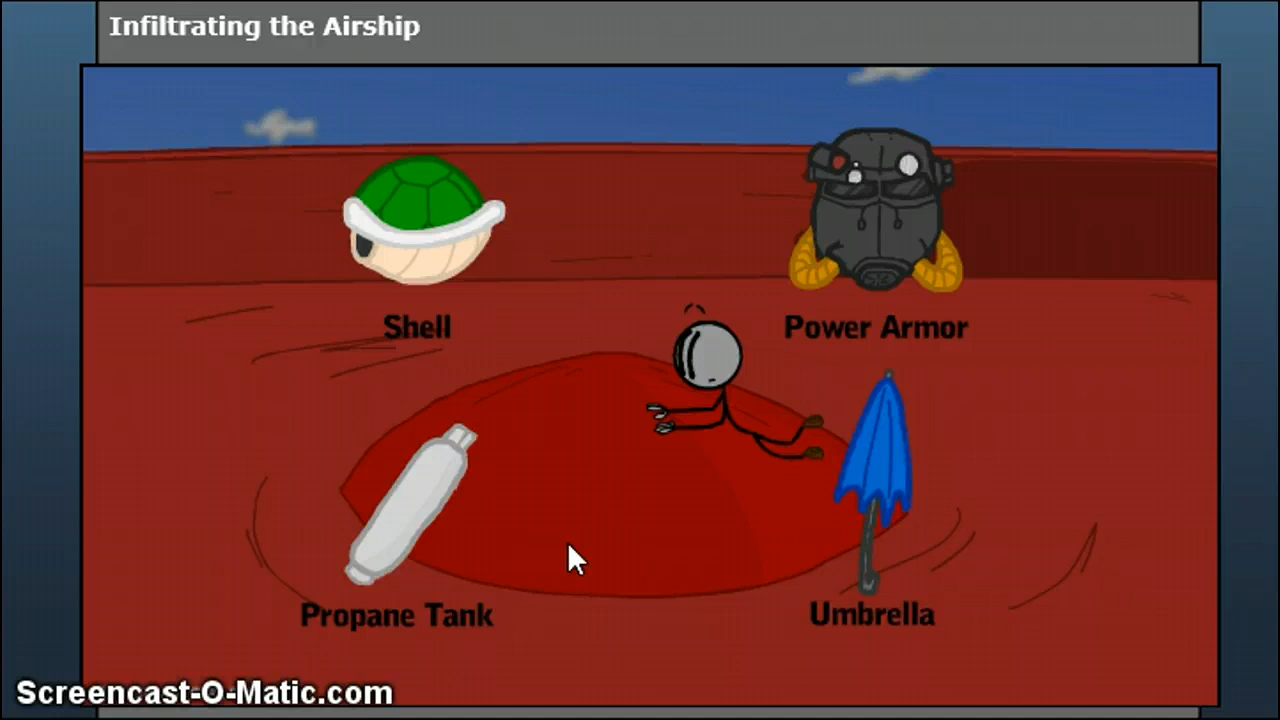 Infiltrating the Airship
Shell
Power Armor
Propane Tank
Umbrella
Screencast-O-Matic.com